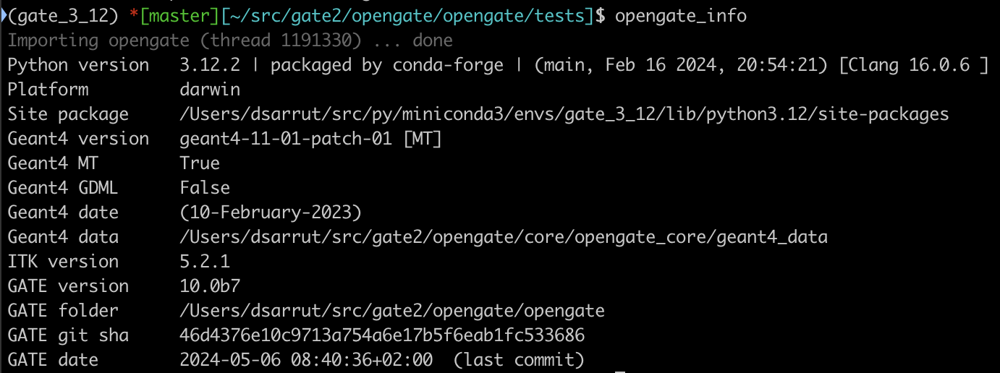 (gate_3_12) *[master][~/src/gate2/opengate/opengate/tests]$ opengate_info
Importing opengate (thread 1191330) ... done
Python version   3.12.2 | packaged by conda-forge | (main, Feb 16 2024, 20:54:21) [Clang 16.0.6 ]
Platform         darwin
Site package     /Users/dsarrut/src/py/miniconda3/envs/gate_3_12/lib/python3.12/site-packages
Geant4 version   geant4-11-01-patch-01 [MT]
Geant4 MT        True
Geant4 GDML      False
Geant4 date      (10-February-2023)
Geant4 data      /Users/dsarrut/src/gate2/opengate/core/opengate_core/geant4_data
ITK version      5.2.1
GATE version     10.0b7
GATE folder      /Users/dsarrut/src/gate2/opengate/opengate
GATE git sha     46d4376e10c9713a754a6e17b5f6eab1fc533686
GATE date        2024-05-06 08:40:36+02:00  (last commit)